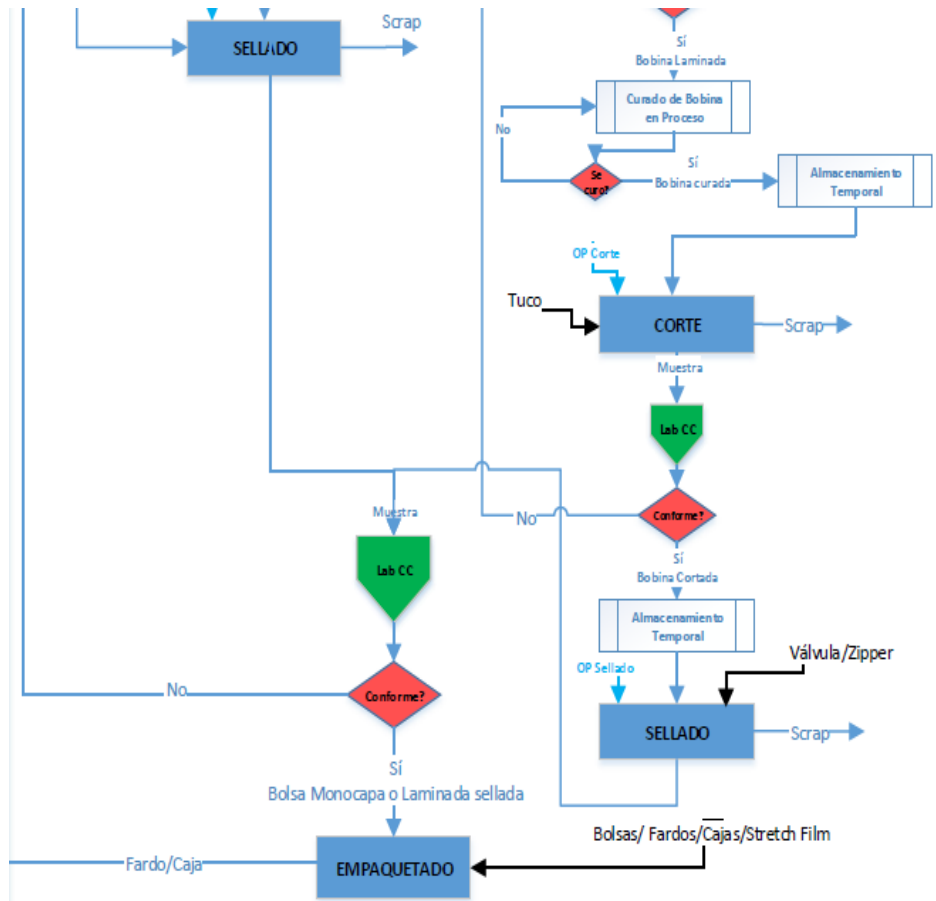 Scrap
SELLADO
Sí
Bobina Laminada
Curado de Bobina
en Proceso
No
Se
curo?
Sí
Bobina curada
Almacenamiento
Temporal
OP Corte
Tuco
CORTE
Scrap
Muestra
Lab CC
Conforme?
No
Sí
Bobina Cortada
Almacenamiento
Temporal
Válvula/Zipper
OP Sellado
SELLADO
Scrap
Muestra
Lab CC
Conforme?
No
Sí
Bolsa Monocapa o Laminada sellada
Bolsas/ Fardos/Cajas/Stretch Film
EMPAQUETADO
Fardo/Caja